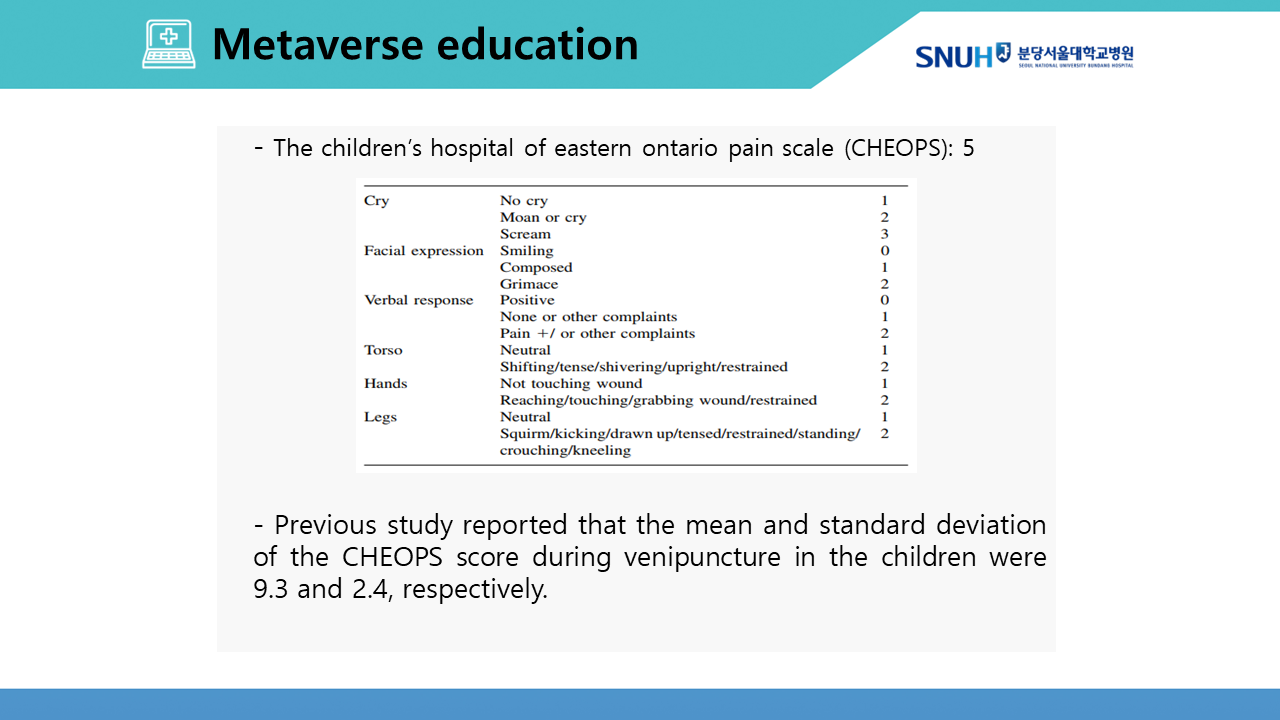 Metaverse education
SNUH 분당서울대학교병원
SEOUL NATIONAL UNIVERSITY BUNDANG HOSPITAL
- The children’s hospital of eastern ontario pain scale (CHEOPS): 5
Cry No cry 1
Moan or cry 2
Scream 3
Facial expression Smiling 0
Composed 1
Grimace 2
Verbal response Positive 0
None or other complaints 1
Pain +/ or other complaints 2
Torso Neutral 1
Shifting/tense/shivering/upright/restrained 2
Hands Not touching wound 1
Reaching/touching/grabbing wound/restrained 2
Legs Neutral 1
Squirm/kicking/drawn up/tensed/restrained/standing/ 2
crouching/kneeling
- Previous study reported that the mean and standard deviation
of the CHEOPS score during venipuncture in the children were
9.3 and 2.4, respectively.